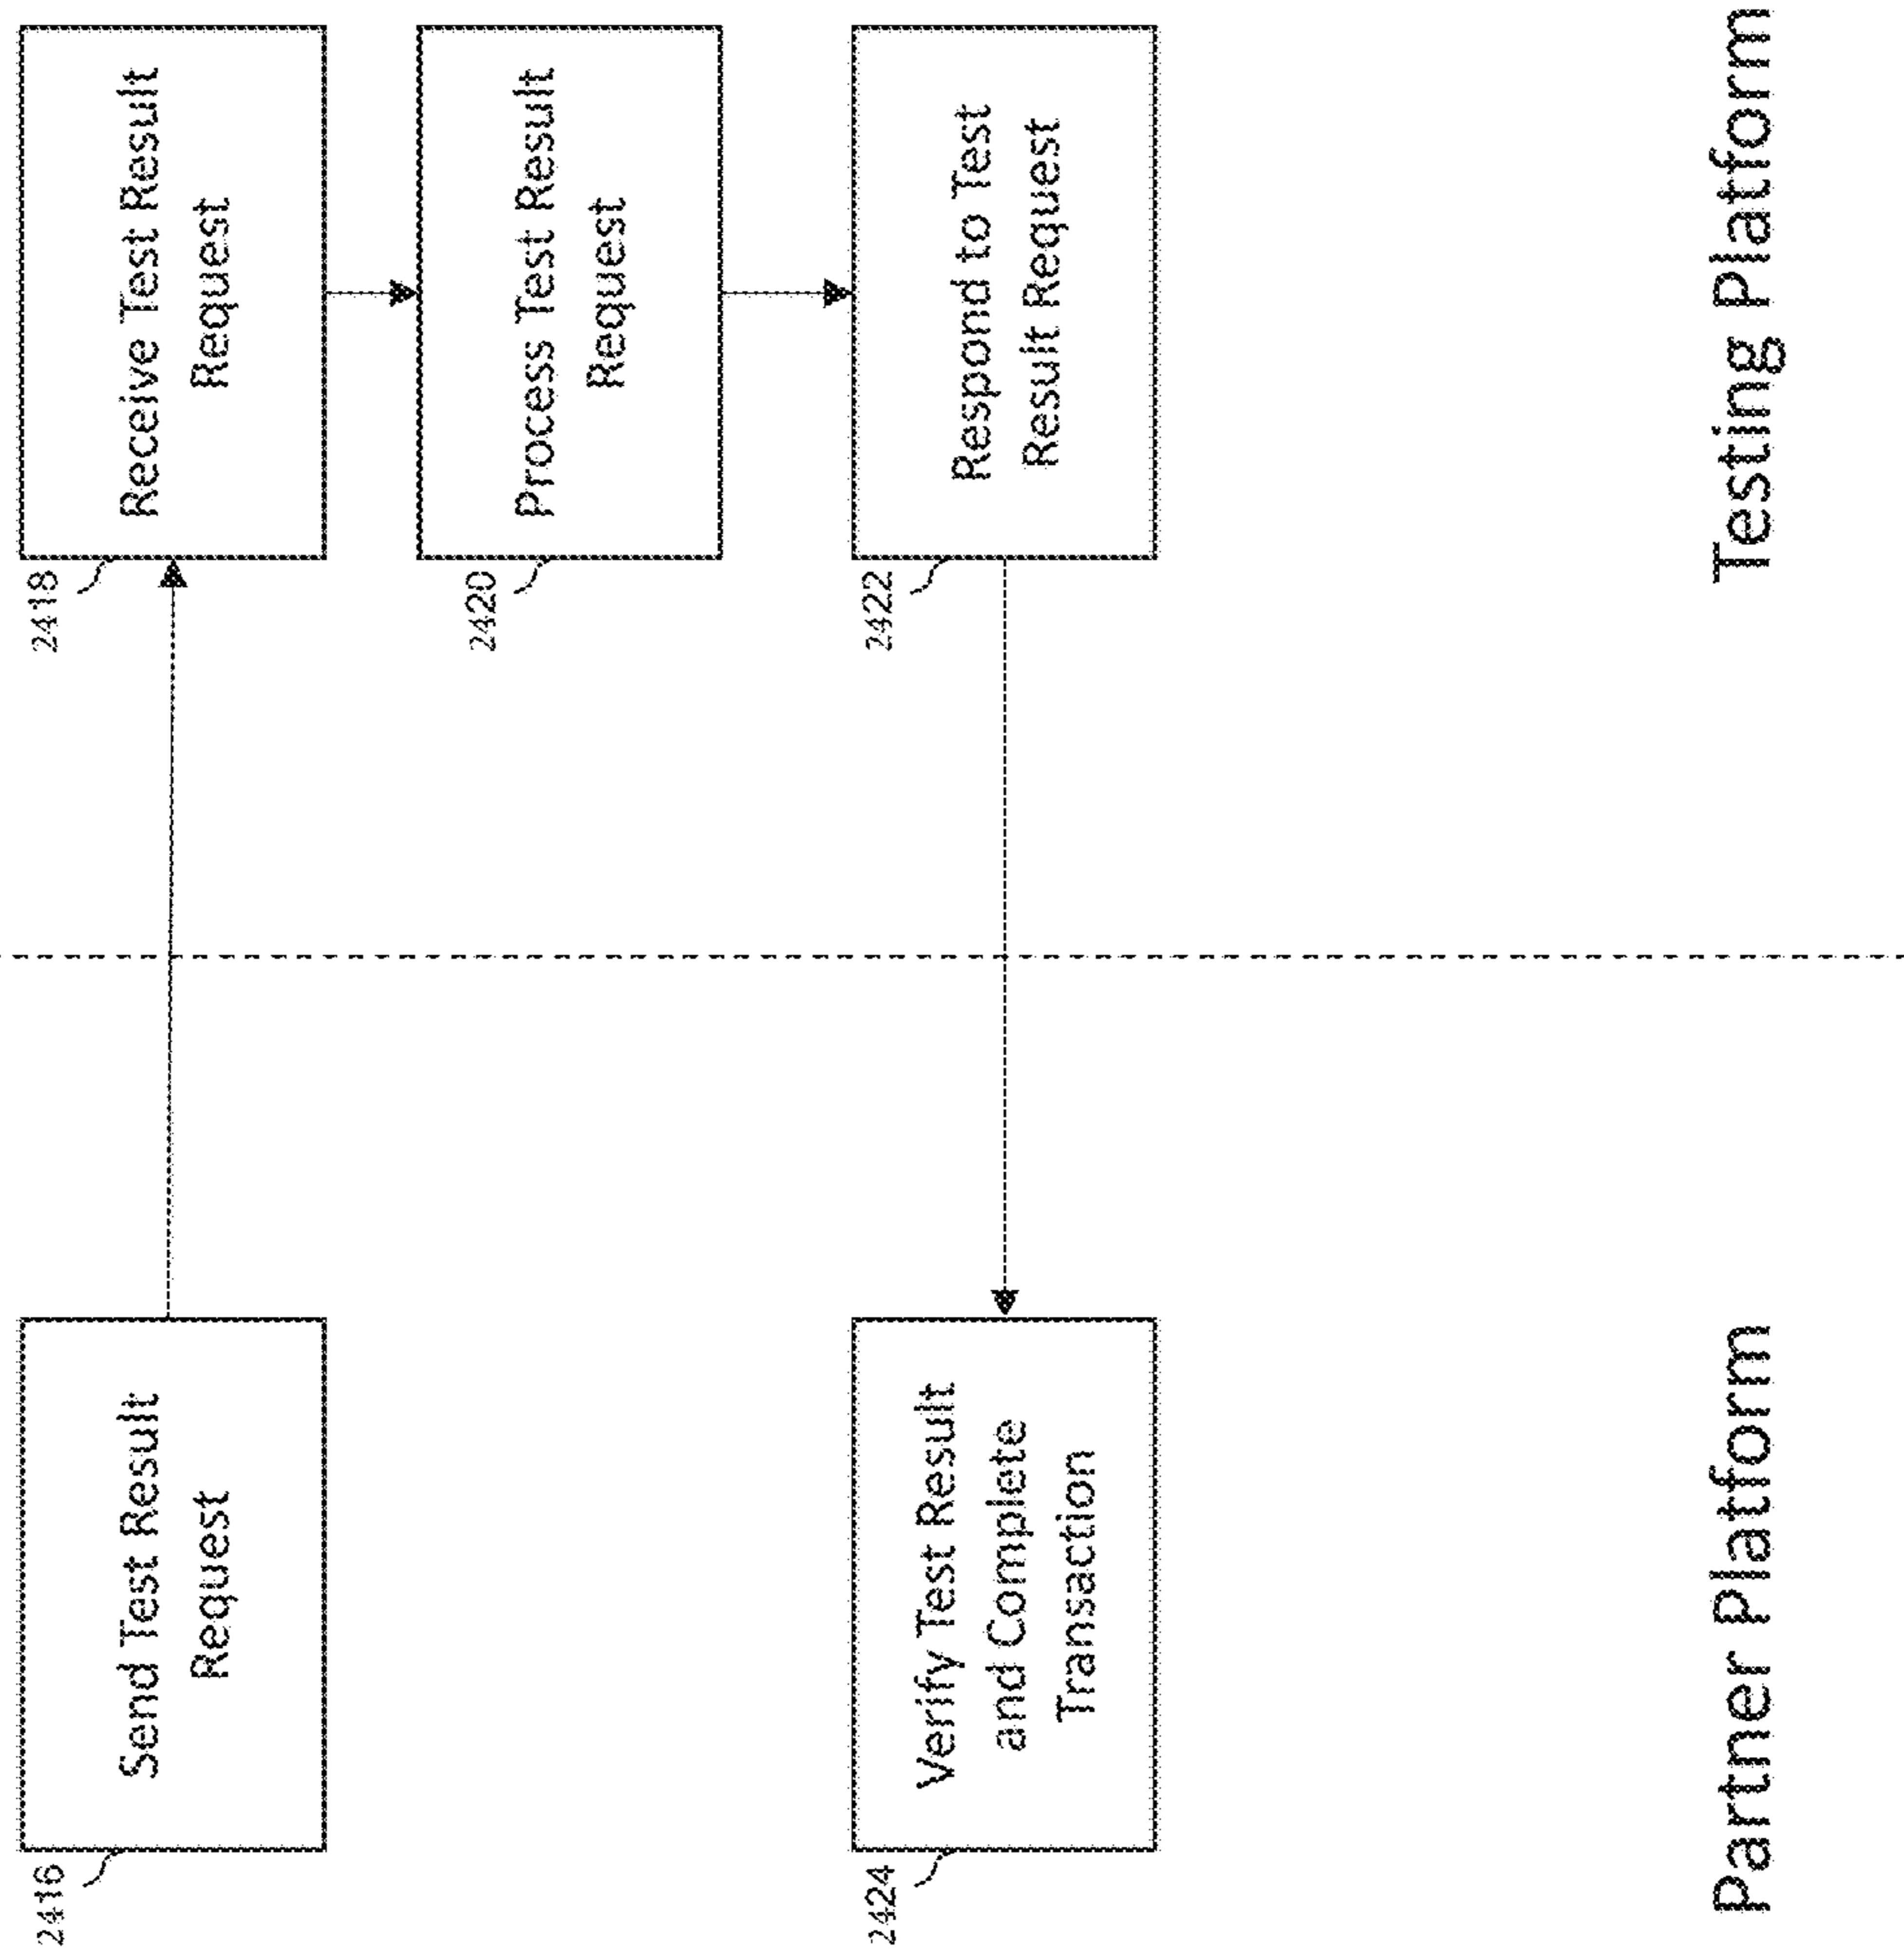 2416
Send Test Result
Request
2418
Receive Test Result
Request
2420
Process Test Result
Request
2424
Verify Test Result
and Complete
Transaction
2422
Respond to Test
Result Request
Partner Platform
Testing Platform